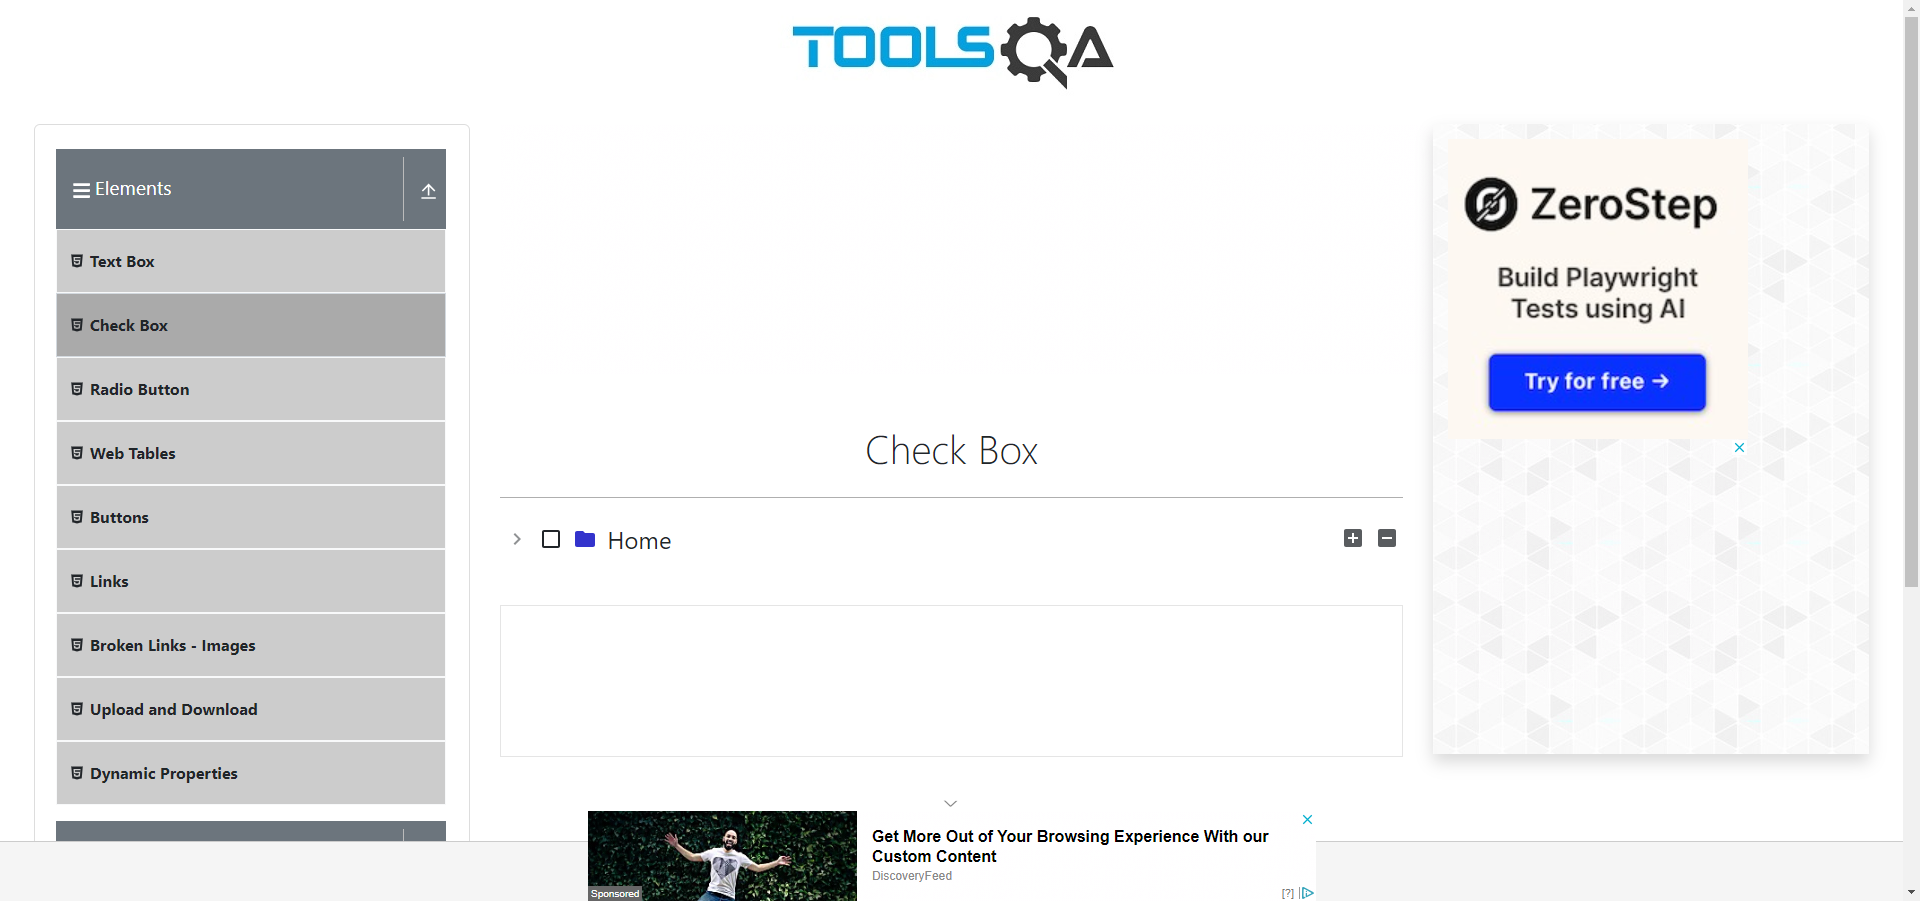 TOOLSQA
Elements
Text Box
Check Box
Radio Button
Web Tables
Buttons
Links
Broken Links - Images
Upload and Download
Dynamic Properties
Check Box
Home
ZeroStep
Build Playwright
Tests using AI
Try for free →
Get More Out of Your Browsing Experience With our
Custom Content
DiscoveryFeed
Sponsored
[?]